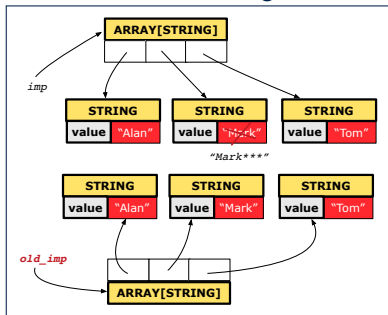 ARRAY[STRING]
imp
STRING STRING STRING
value "Alan" value "Mark" value "Tom"
"Mark***"
STRING STRING STRING
value "Alan" value "Mark" value "Tom"
old_imp
ARRAY[STRING]